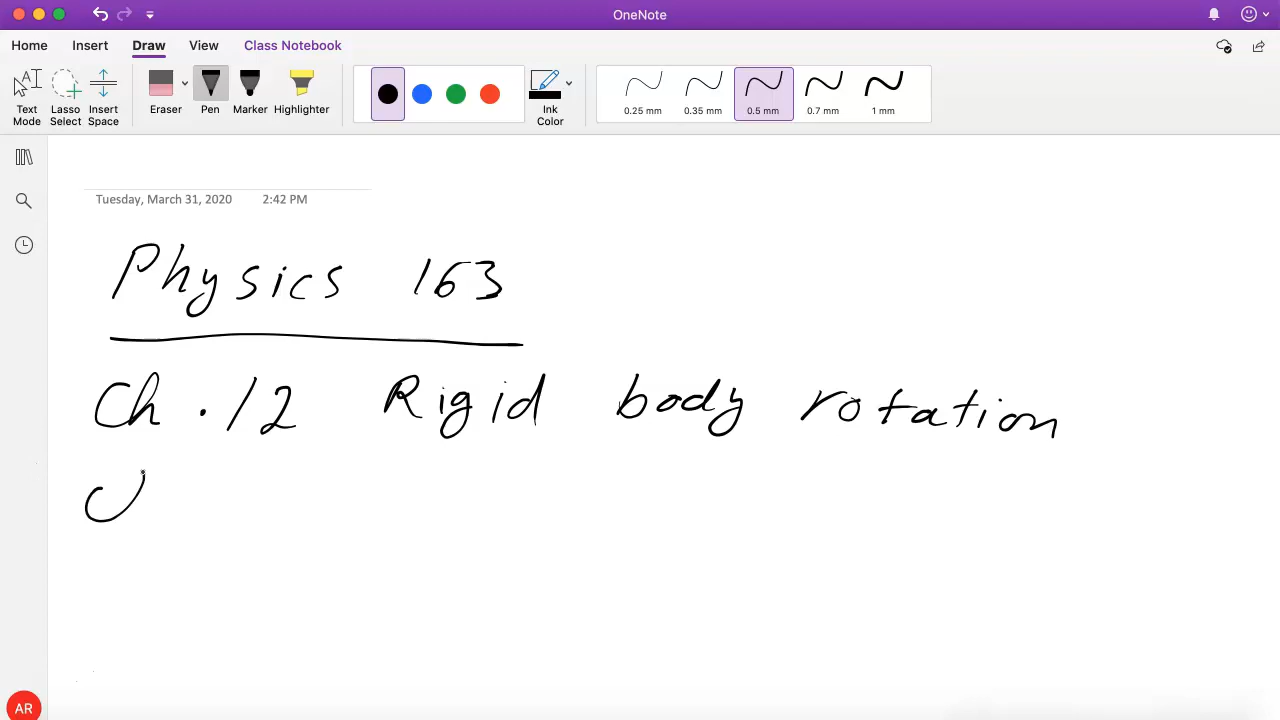 OneNote
Home Insert Draw View Class Notebook
Text Mode
Lasso Select
Insert Space
Eraser
Pen
Marker
Highlighter
Ink Color
0.25 mm
0.35 mm
0.5 mm
0.7 mm
1 mm
Tuesday, March 31, 2020 2:42 PM
Physics 163
Ch. 12 Rigid body rotation
AR